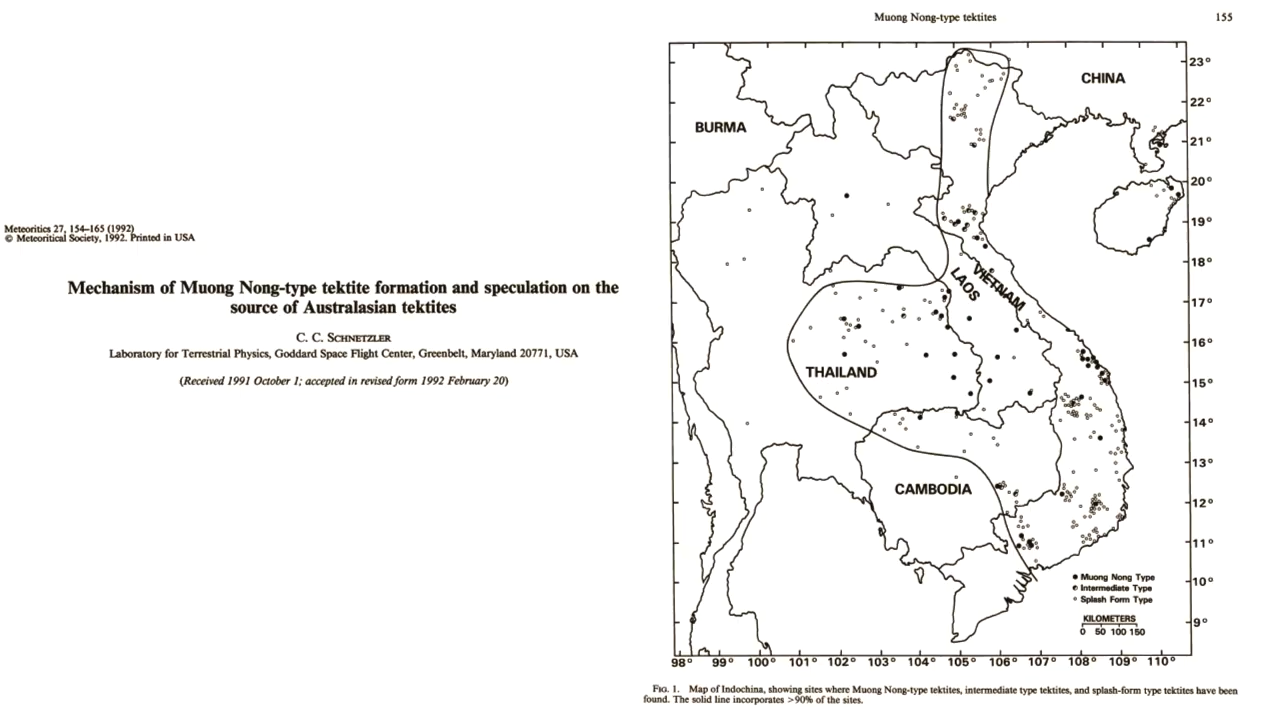 Meteoritics 27, 154–165 (1992)
© Meteoritical Society, 1992. Printed in USA
Mechanism of Muong Nong-type tektite formation and speculation on the
source of Australasian tektites
C. C. SCHNETZLER
Laboratory for Terrestrial Physics, Goddard Space Flight Center, Greenbelt, Maryland 20771, USA
(Received 1991 October 1; accepted in revised form 1992 February 20)
Muong Nong-type tektites
155
CHINA
BURMA
LAOS
VIETNAM
THAILAND
CAMBODIA
23°
22°
21°
20°
19°
18°
17°
16°
15°
14°
13°
12°
11°
10°
9°
Muong Nong Type
Intermediate Type
Splash Form Type
KILOMETERS
0 50 100 150
98° 99° 100° 101° 102° 103° 104° 105° 106° 107° 108° 109° 110°
FIG. 1. Map of Indochina, showing sites where Muong Nong-type tektites, intermediate type tektites, and splash-form type tektites have been
found. The solid line incorporates >90% of the sites.